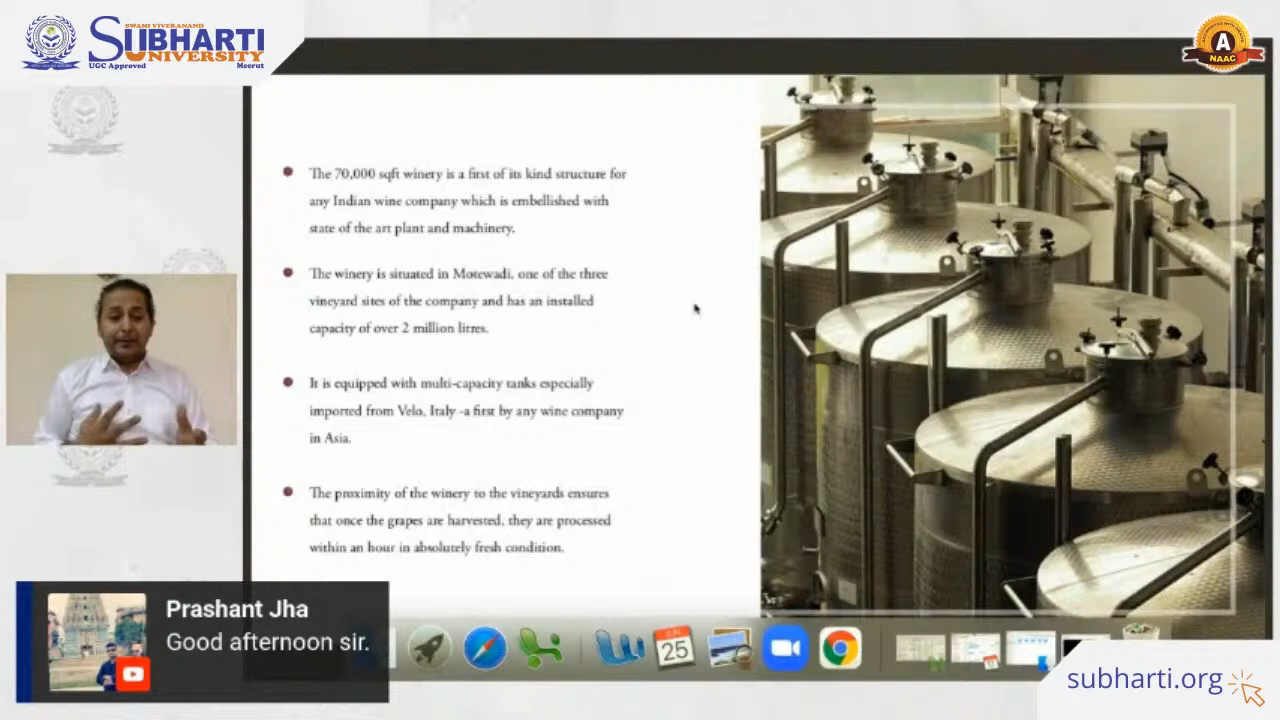 SWAMI VIVEKANAND
SUBHARTI
UNIVERSITY
UGC Approved
Meerut
A
NAAC
The 70,000 sqft winery is a first of its kind structure for
any Indian wine company which is embellished with
state of the art plant and machinery.
The winery is situated in Motewadi, one of the three
vineyard sites of the company and has an installed
capacity of over 2 million litres.
It is equipped with multi-capacity tanks especially
imported from Velo, Italy -a first by any wine company
in Asia.
The proximity of the winery to the vineyards ensures
that once the grapes are harvested, they are processed
within an hour in absolutely fresh condition.
Prashant Jha
Good afternoon sir.
JUN
25
subharti.org